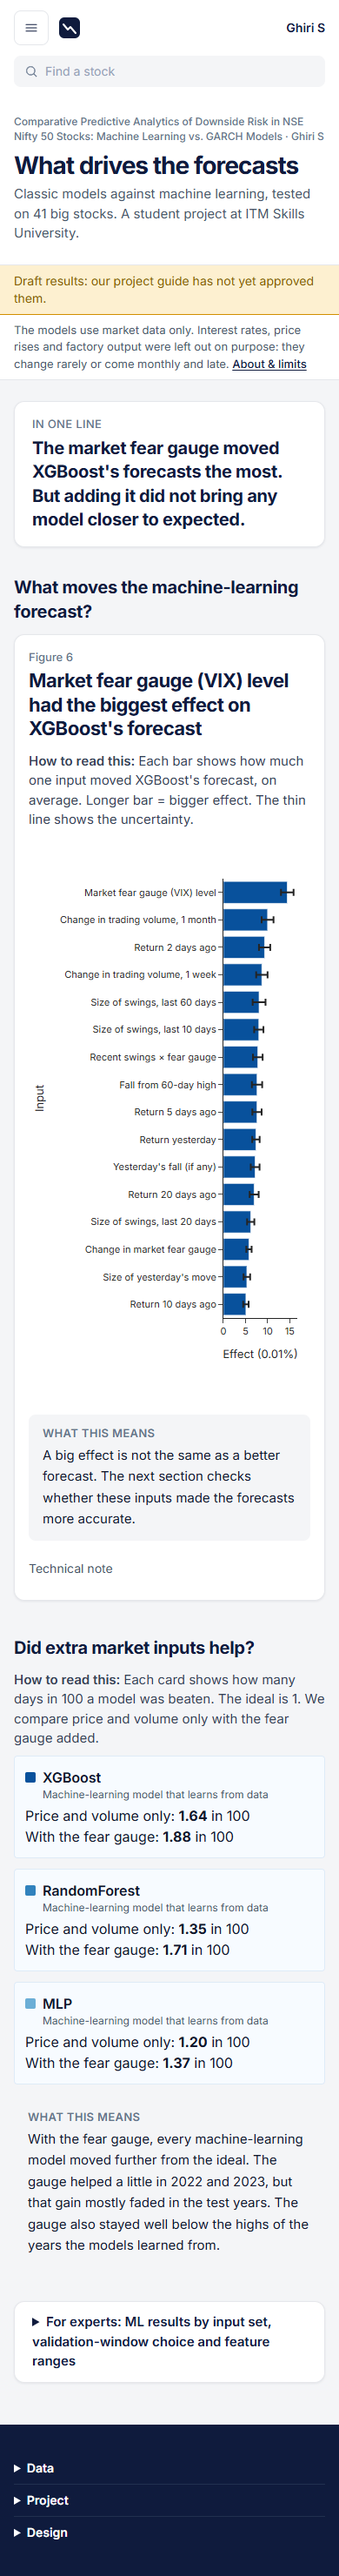 Ghiri S
Find a stock
Comparative Predictive Analytics of Downside Risk in NSE
Nifty 50 Stocks: Machine Learning vs. GARCH Models · Ghiri S
What drives the forecasts
Classic models against machine learning, tested
on 41 big stocks. A student project at ITM Skills
University.
Draft results: our project guide has not yet approved
them.
The models use market data only. Interest rates, price
rises and factory output were left out on purpose: they
change rarely or come monthly and late. About & limits
IN ONE LINE
The market fear gauge moved
XGBoost's forecasts the most.
But adding it did not bring any
model closer to expected.
What moves the machine-learning
forecast?
Figure 6
Market fear gauge (VIX) level
had the biggest effect on
XGBoost's forecast
How to read this: Each bar shows how much
one input moved XGBoost's forecast, on
average. Longer bar = bigger effect. The thin
line shows the uncertainty.
Market fear gauge (VIX) level
Change in trading volume, 1 month
Return 2 days ago
Change in trading volume, 1 week
Size of swings, last 60 days
Size of swings, last 10 days
Recent swings × fear gauge
Fall from 60-day high
Return 5 days ago
Return yesterday
Yesterday's fall (if any)
Return 20 days ago
Size of swings, last 20 days
Change in market fear gauge
Size of yesterday's move
Return 10 days ago
Input
0 5 10 15
Effect (0.01%)
WHAT THIS MEANS
A big effect is not the same as a better
forecast. The next section checks
whether these inputs made the forecasts
more accurate.
Technical note
Did extra market inputs help?
How to read this: Each card shows how many
days in 100 a model was beaten. The ideal is 1. We
compare price and volume only with the fear
gauge added.
XGBoost
Machine-learning model that learns from data
Price and volume only: 1.64 in 100
With the fear gauge: 1.88 in 100
RandomForest
Machine-learning model that learns from data
Price and volume only: 1.35 in 100
With the fear gauge: 1.71 in 100
MLP
Machine-learning model that learns from data
Price and volume only: 1.20 in 100
With the fear gauge: 1.37 in 100
WHAT THIS MEANS
With the fear gauge, every machine-learning
model moved further from the ideal. The
gauge helped a little in 2022 and 2023, but
that gain mostly faded in the test years. The
gauge also stayed well below the highs of the
years the models learned from.
For experts: ML results by input set,
validation-window choice and feature
ranges
Data
Project
Design